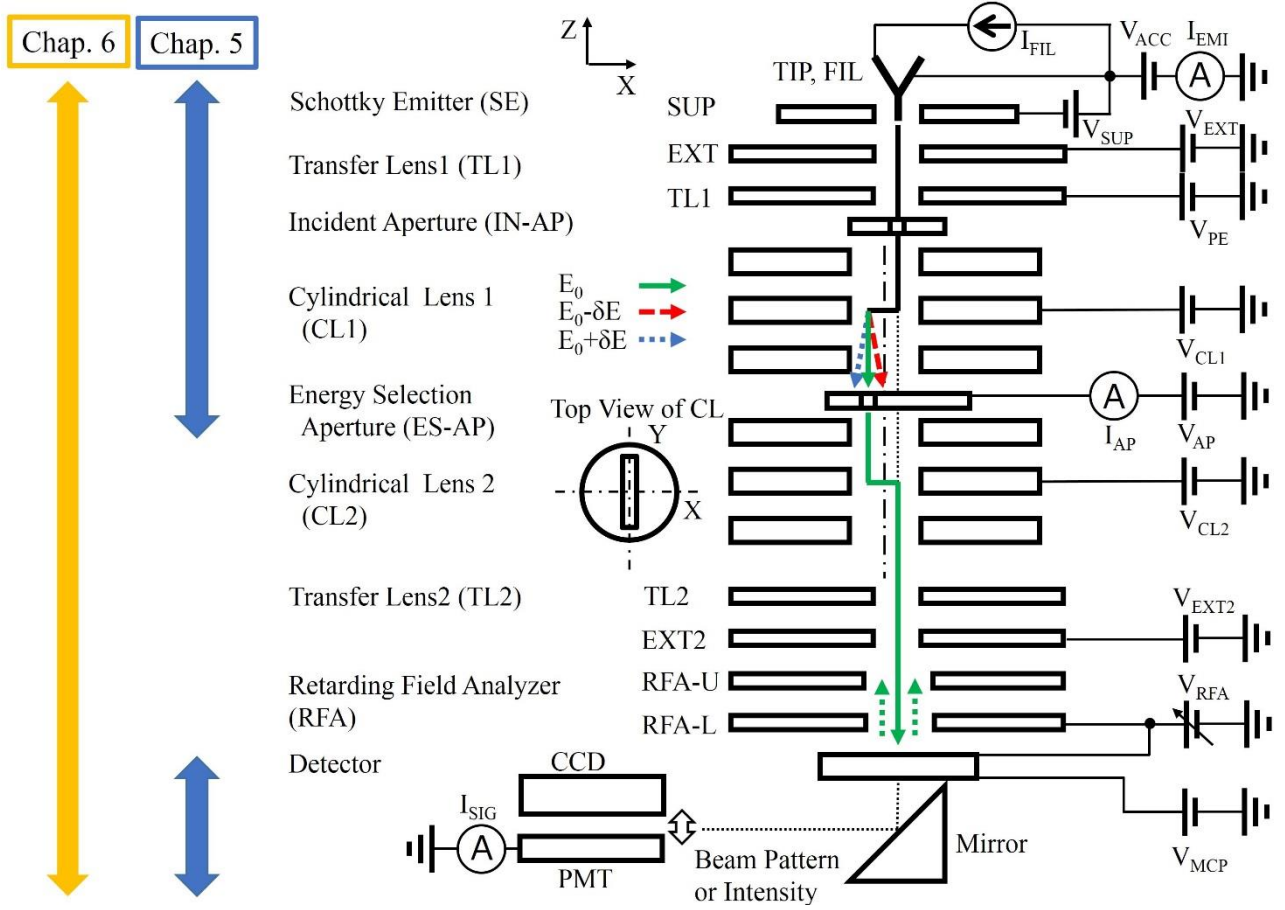 Chap. 6
Chap. 5
Z
X
I_FIL
V_ACC
I_EMI
TIP, FIL
Schottky Emitter (SE)
SUP
V_SUP
V_EXT
EXT
Transfer Lens1 (TL1)
TL1
V_PE
Incident Aperture (IN-AP)
E₀
E₀-δE
E₀+δE
Cylindrical Lens 1
(CL1)
V_CL1
Energy Selection
Aperture (ES-AP)
Top View of CL
Y
X
A
I_AP
V_AP
Cylindrical Lens 2
(CL2)
V_CL2
Transfer Lens2 (TL2)
TL2
V_EXT2
EXT2
Retarding Field Analyzer
(RFA)
RFA-U
V_RFA
RFA-L
Detector
CCD
I_SIG
A
PMT
Beam Pattern
or Intensity
Mirror
V_MCP
A